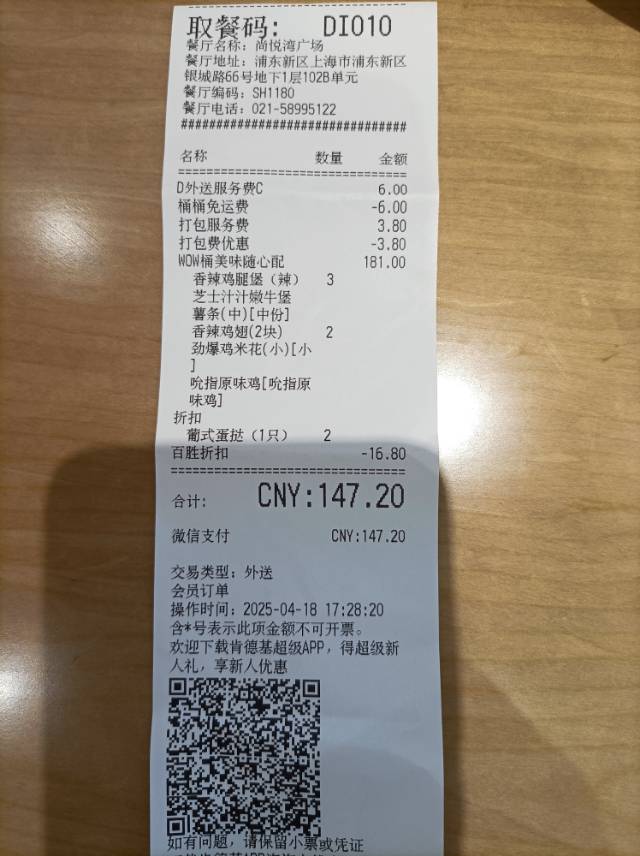 取餐码: DI010
餐厅名称: 尚悦湾广场
餐厅地址: 浦东新区上海市浦东新区
银城路66号地下1层102B单元
餐厅编码: SH1180
餐厅电话: 021-58995122
################################
名称 数量 金额
================================
D外送服务费C 6.00
桶桶免运费 -6.00
打包服务费 3.80
打包费优惠 -3.80
WOW桶美味随心配 181.00
香辣鸡腿堡（辣） 3
芝士汁汁嫩牛堡
薯条(中)[中份]
香辣鸡翅(2块) 2
劲爆鸡米花(小)[小
]
吮指原味鸡[吮指原
味鸡]
折扣
葡式蛋挞（1只） 2
百胜折扣 -16.80
================================
合计: CNY:147.20
微信支付 CNY:147.20
交易类型: 外送
会员订单
操作时间: 2025-04-18 17:28:20
含*号表示此项金额不可开票。
欢迎下载肯德基超级APP，得超级新
人礼，享新人优惠
如有问题，请保留小票或凭证